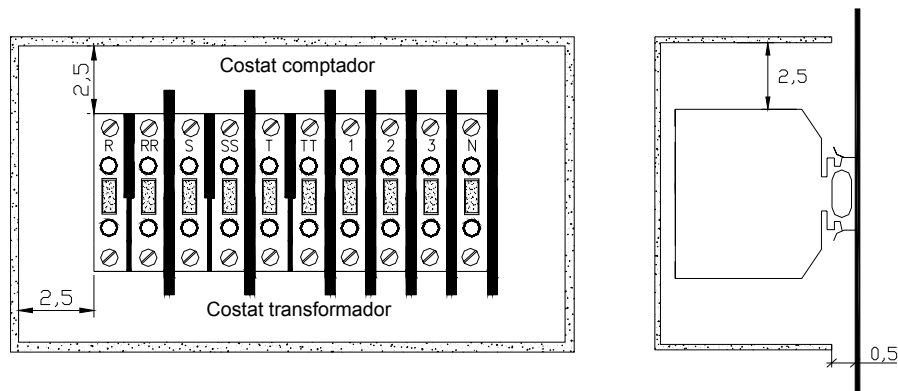 Costat comptador
2,5
R RR S SS T TT 1 2 3 N
2,5
Costat transformador
2,5
0,5